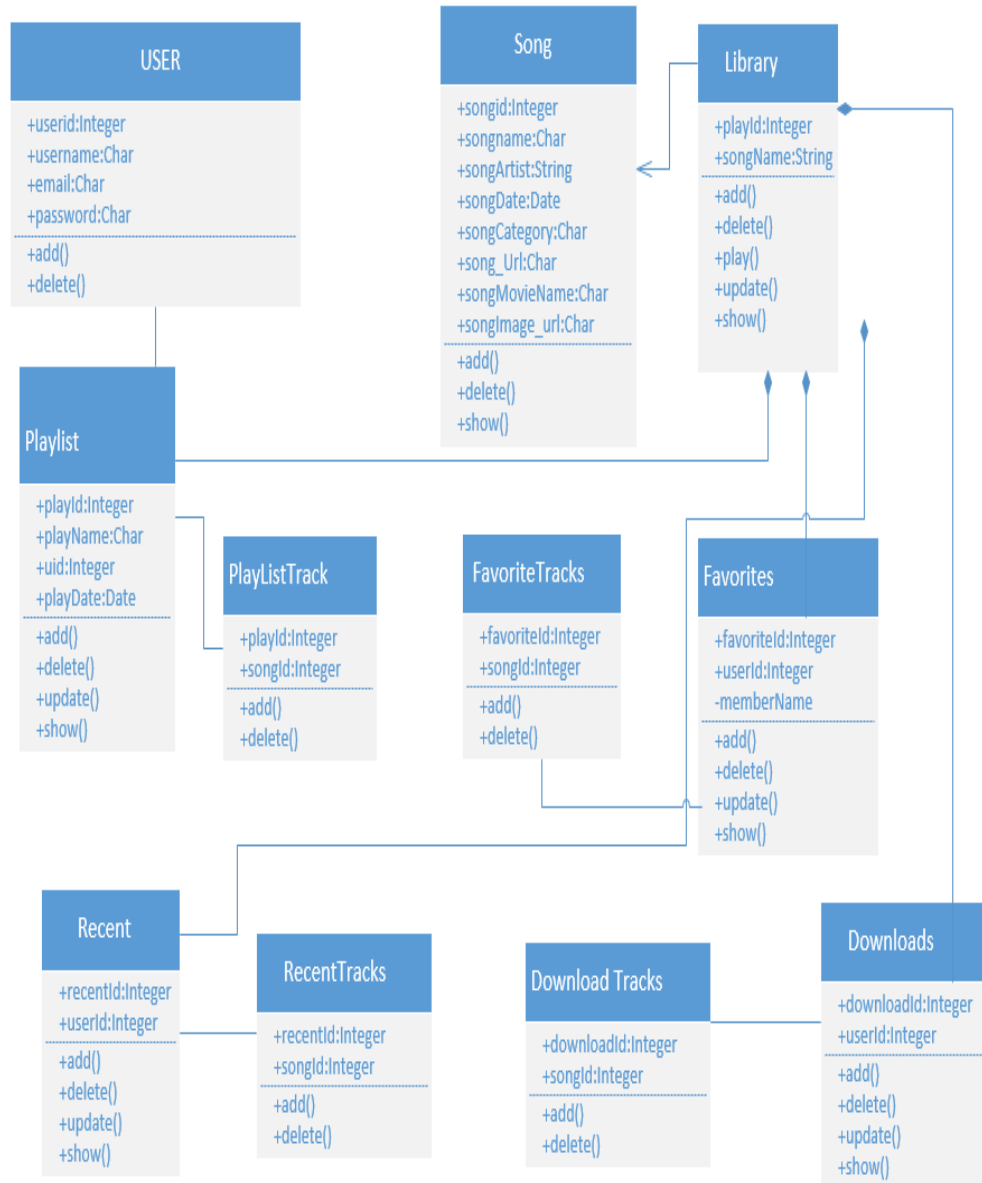 USER
+userid:Integer
+username:Char
+email:Char
+password:Char
+add()
+delete()
Song
+songid:Integer
+songname:Char
+songArtist:String
+songDate:Date
+songCategory:Char
+song_Url:Char
+songMovieName:Char
+songImage_url:Char
+add()
+delete()
+show()
Library
+playId:Integer
+songName:String
+add()
+delete()
+play()
+update()
+show()
Playlist
+playId:Integer
+playName:Char
+uid:Integer
+playDate:Date
+add()
+delete()
+update()
+show()
PlayListTrack
+playId:Integer
+songId:Integer
+add()
+delete()
FavoriteTracks
+favoriteId:Integer
+songId:Integer
+add()
+delete()
Favorites
+favoriteId:Integer
+userId:Integer
-memberName
+add()
+delete()
+update()
+show()
Recent
+recentId:Integer
+userId:Integer
+add()
+delete()
+update()
+show()
RecentTracks
+recentId:Integer
+songId:Integer
+add()
+delete()
Download Tracks
+downloadId:Integer
+songId:Integer
+add()
+delete()
Downloads
+downloadId:Integer
+userId:Integer
+add()
+delete()
+update()
+show()